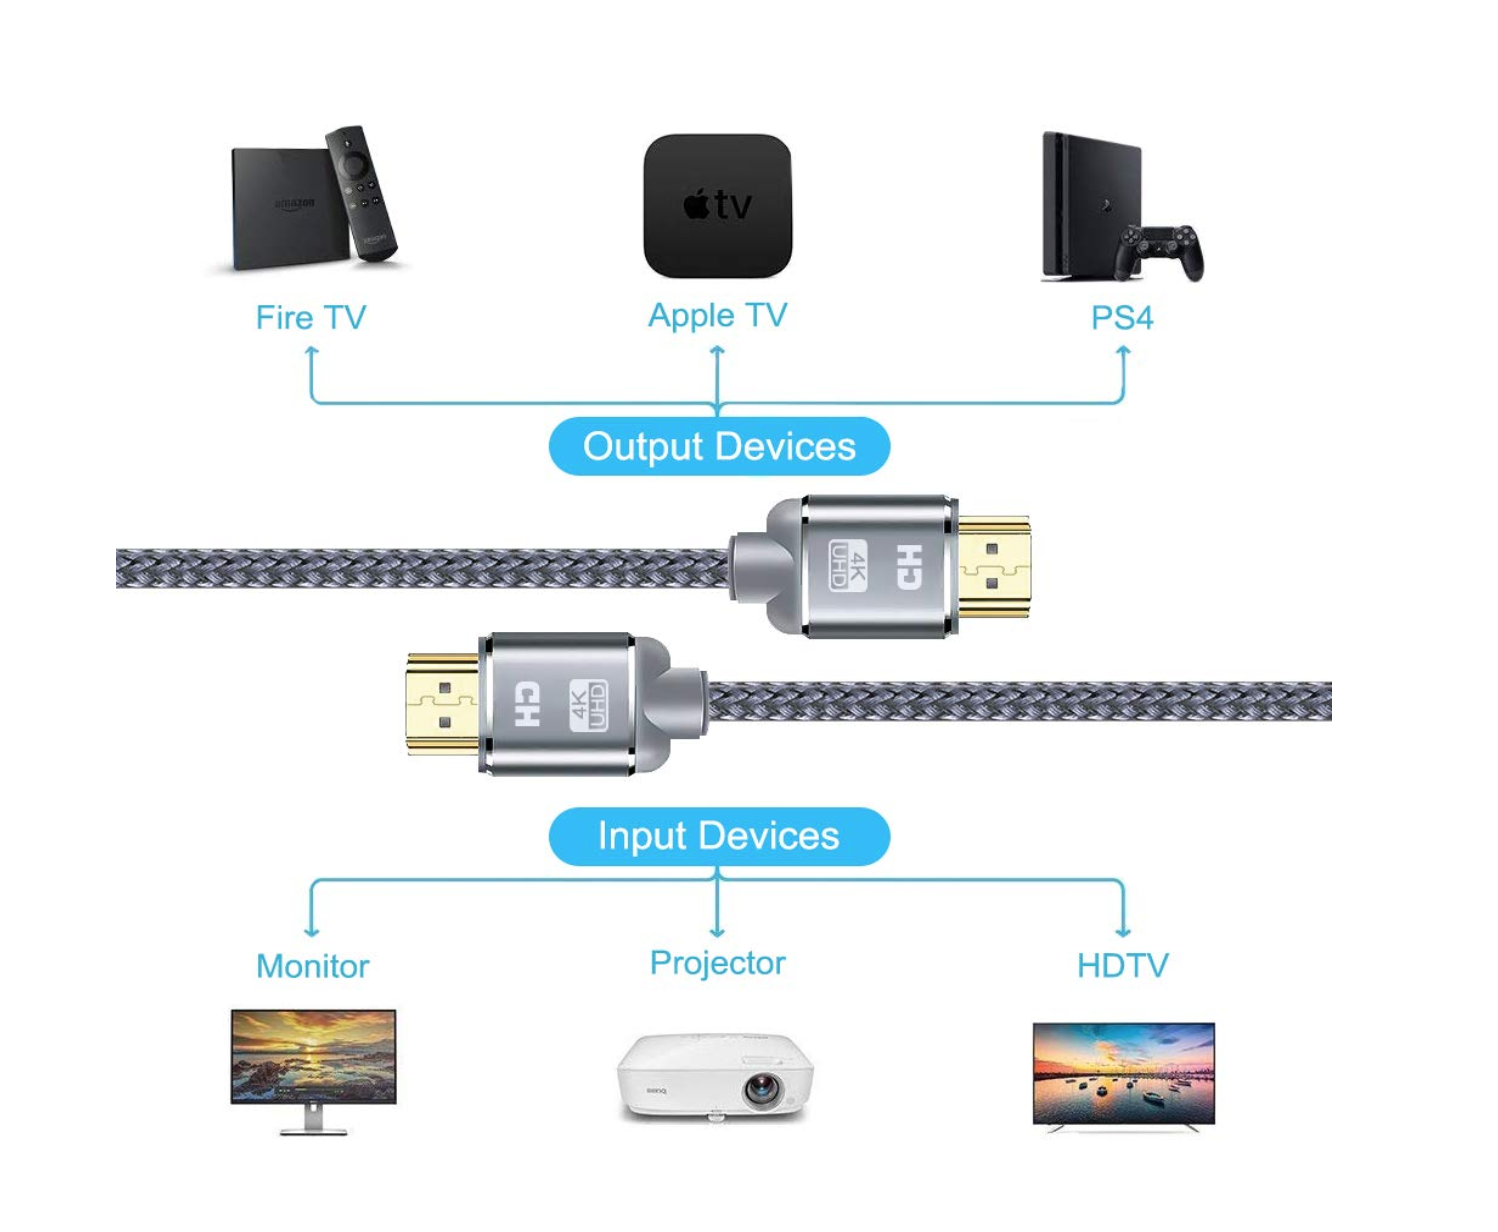 amazon
tv
Fire TV
Apple TV
PS4
Output Devices
4K
UHD
CH
CH
4K
UHD
Input Devices
Monitor
Projector
HDTV
BenQ